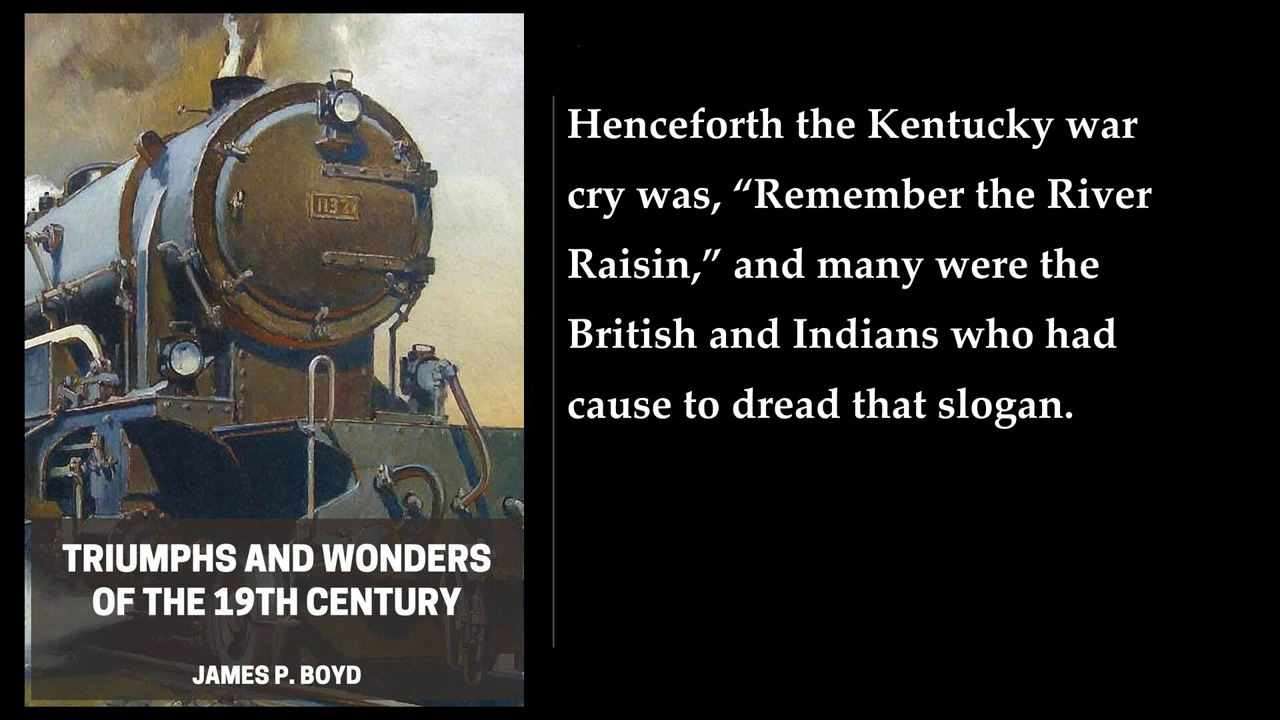 Henceforth the Kentucky war
cry was, “Remember the River
Raisin,” and many were the
British and Indians who had
cause to dread that slogan.
TRIUMPHS AND WONDERS
OF THE 19TH CENTURY
JAMES P. BOYD